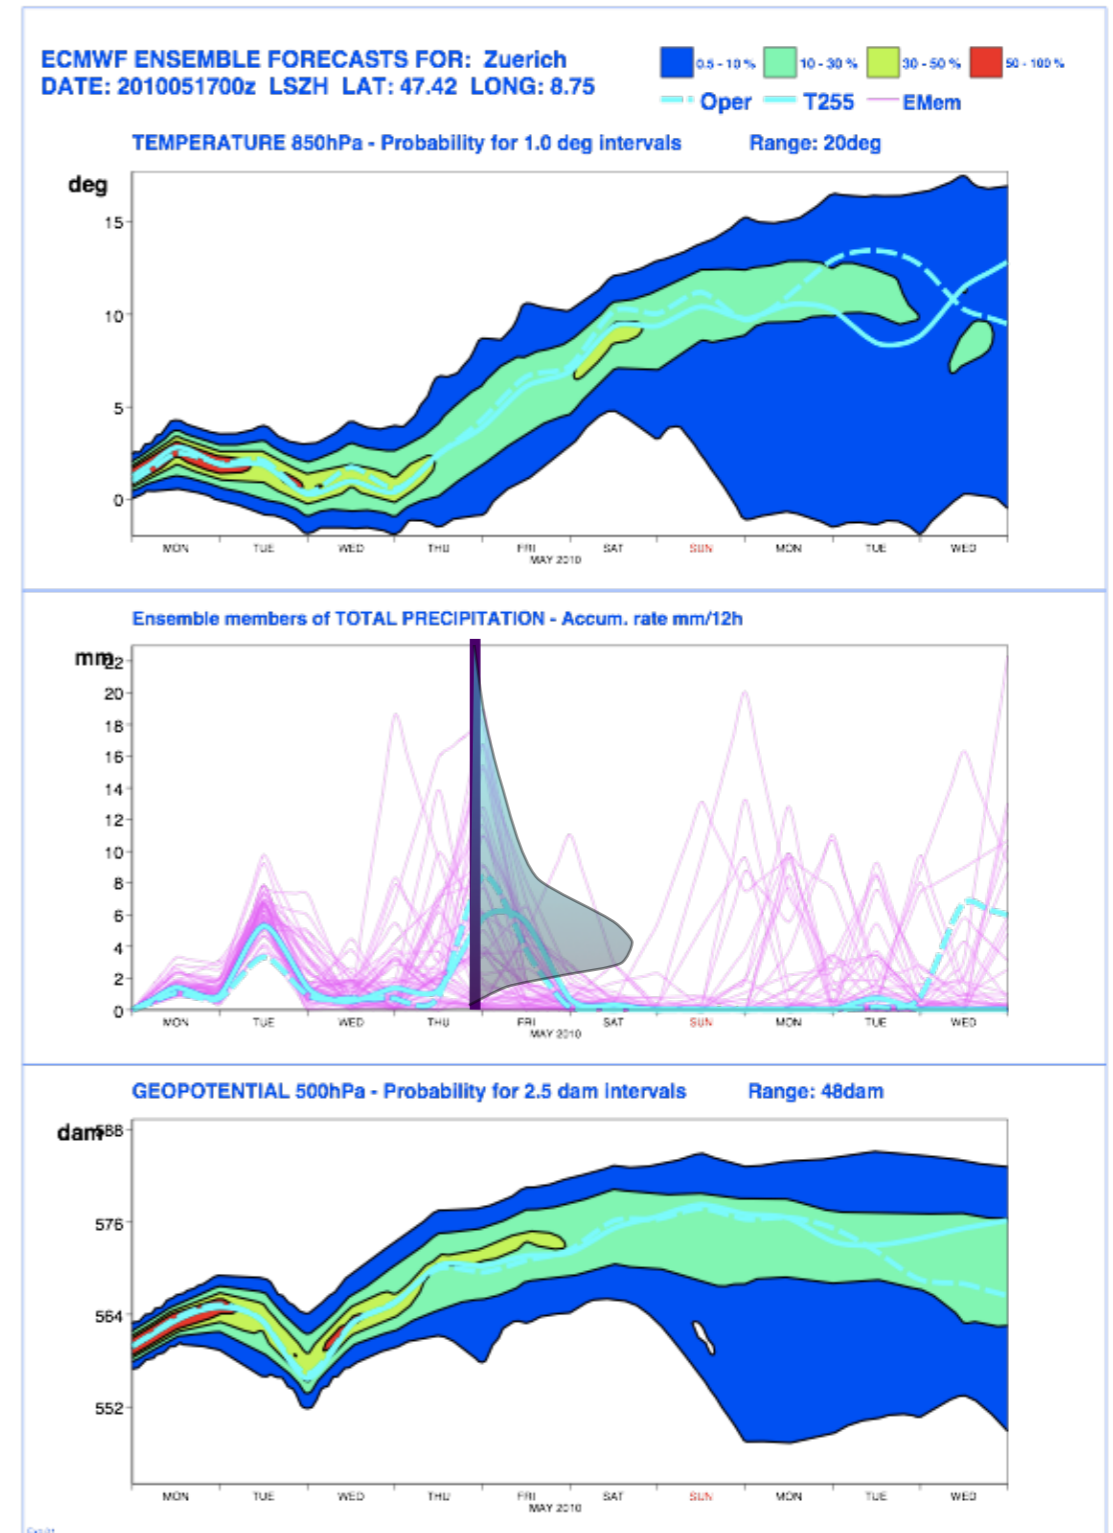 ECMWF ENSEMBLE FORECASTS FOR: Zuerich
DATE: 2010051700z LSZH LAT: 47.42 LONG: 8.75
0.5 - 10 % 10 - 30 % 30 - 50 % 50 - 100 %
Oper T255 EMem
TEMPERATURE 850hPa - Probability for 1.0 deg intervals Range: 20deg
deg
15
10
5
0
MON TUE WED THU FRI SAT SUN MON TUE WED
MAY 2010
Ensemble members of TOTAL PRECIPITATION - Accum. rate mm/12h
mm
22
20
18
16
14
12
10
8
6
4
2
0
MON TUE WED THU FRI SAT SUN MON TUE WED
MAY 2010
GEOPOTENTIAL 500hPa - Probability for 2.5 dam intervals Range: 48dam
dam
588
576
564
552
MON TUE WED THU FRI SAT SUN MON TUE WED
MAY 2010